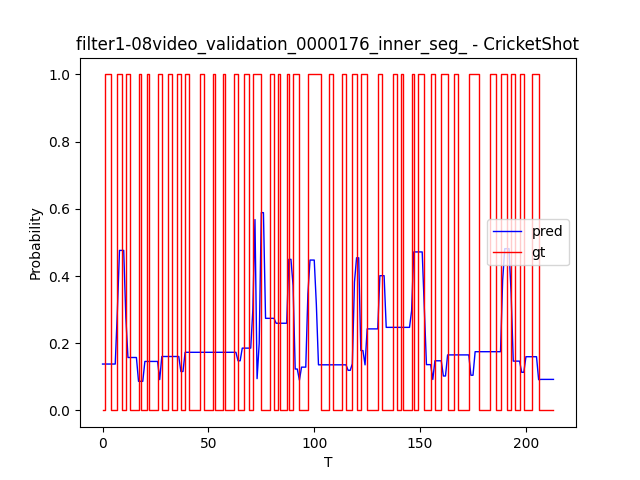 filter1-08video_validation_0000176_inner_seg_ - CricketShot
1.0
0.8
0.6
0.4
0.2
0.0
Probability
pred
gt
0
50
100
150
200
T